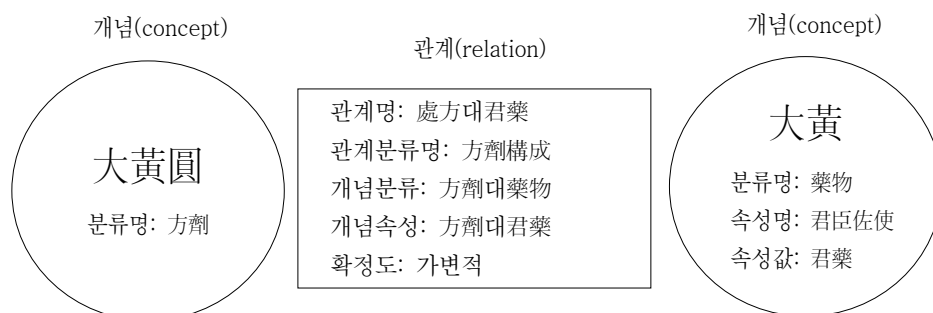 개념(concept)
大黃圓
분류명: 方劑
관계(relation)
관계명: 處方대君藥
관계분류명: 方劑構成
개념분류: 方劑대藥物
개념속성: 方劑대君藥
확정도: 가변적
개념(concept)
大黃
분류명: 藥物
속성명: 君臣佐使
속성값: 君藥